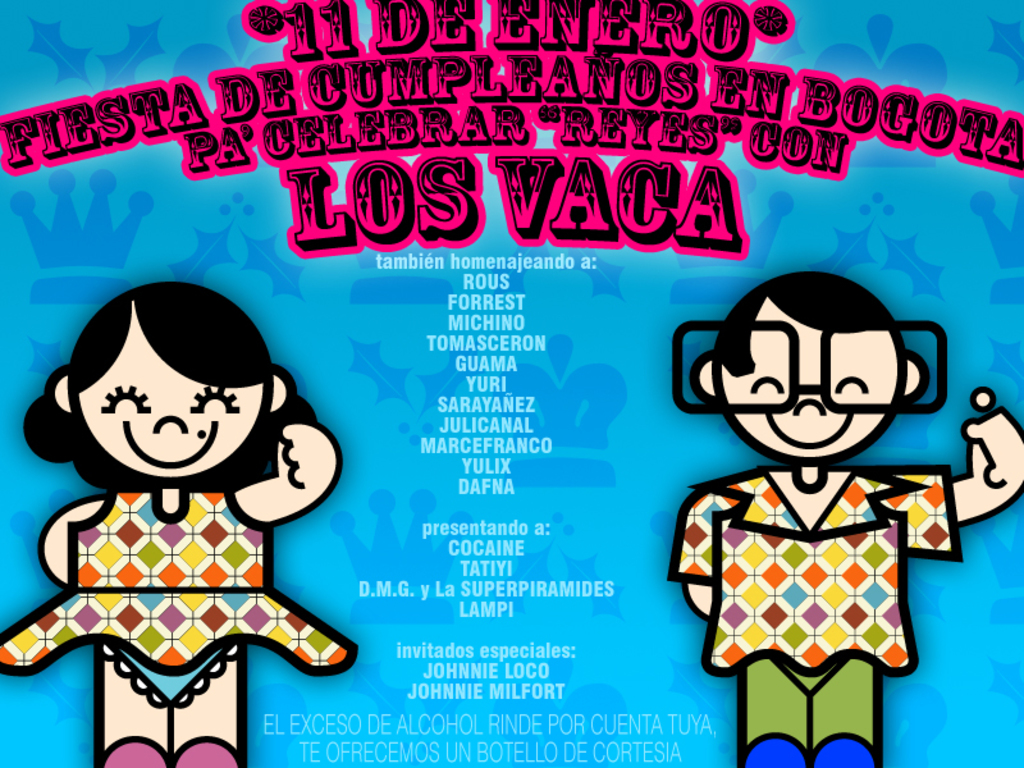 *11 DE ENERO*
FIESTA DE CUMPLEAÑOS EN BOGOTA
PA' CELEBRAR "REYES" CON
LOS VACA
también homenajeando a:
ROUS
FORREST
MICHINO
TOMASCERON
GUAMA
YURI
SARAYAÑEZ
JULICANAL
MARCEFRANCO
YULIX
DAFNA
presentando a:
COCAINE
TATIYI
D.M.G. y La SUPERPIRAMIDES
LAMPI
invitados especiales:
JOHNNIE LOCO
JOHNNIE MILFORT
EL EXCESO DE ALCOHOL RINDE POR CUENTA TUYA,
TE OFRECEMOS UN BOTELLO DE CORTESIA